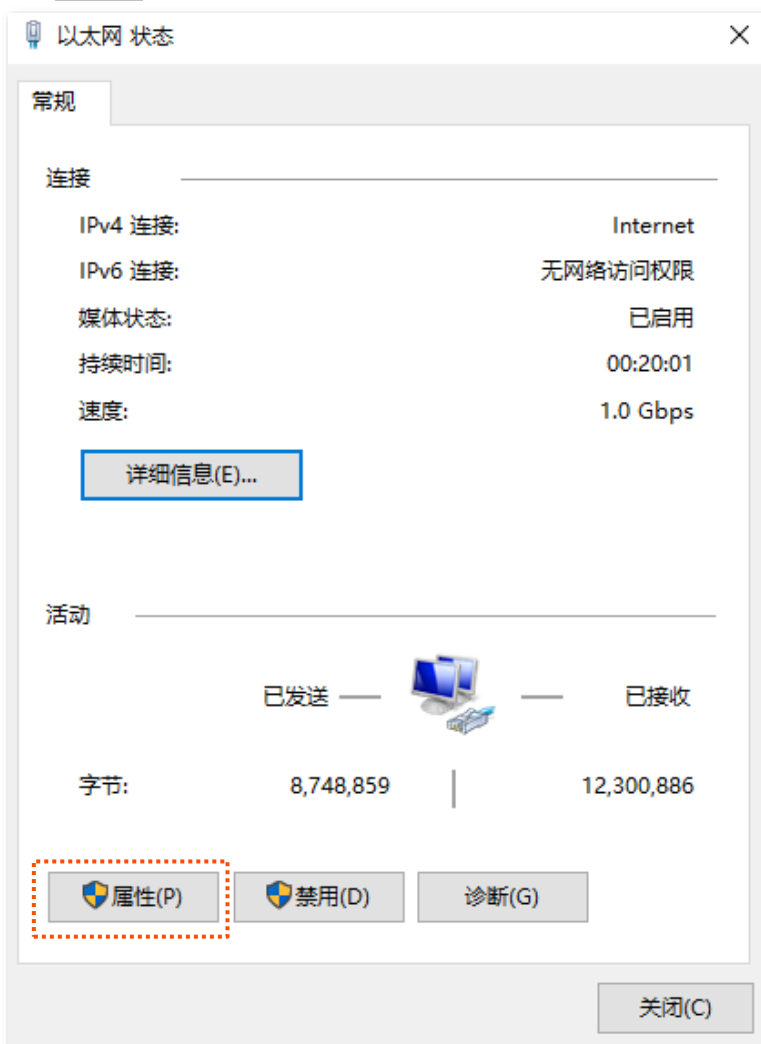 以太网 状态
常规
连接
IPv4 连接: Internet
IPv6 连接: 无网络访问权限
媒体状态: 已启用
持续时间: 00:20:01
速度: 1.0 Gbps
详细信息(E)...
活动
已发送 — — 已接收
字节: 8,748,859 12,300,886
属性(P) 禁用(D) 诊断(G)
关闭(C)